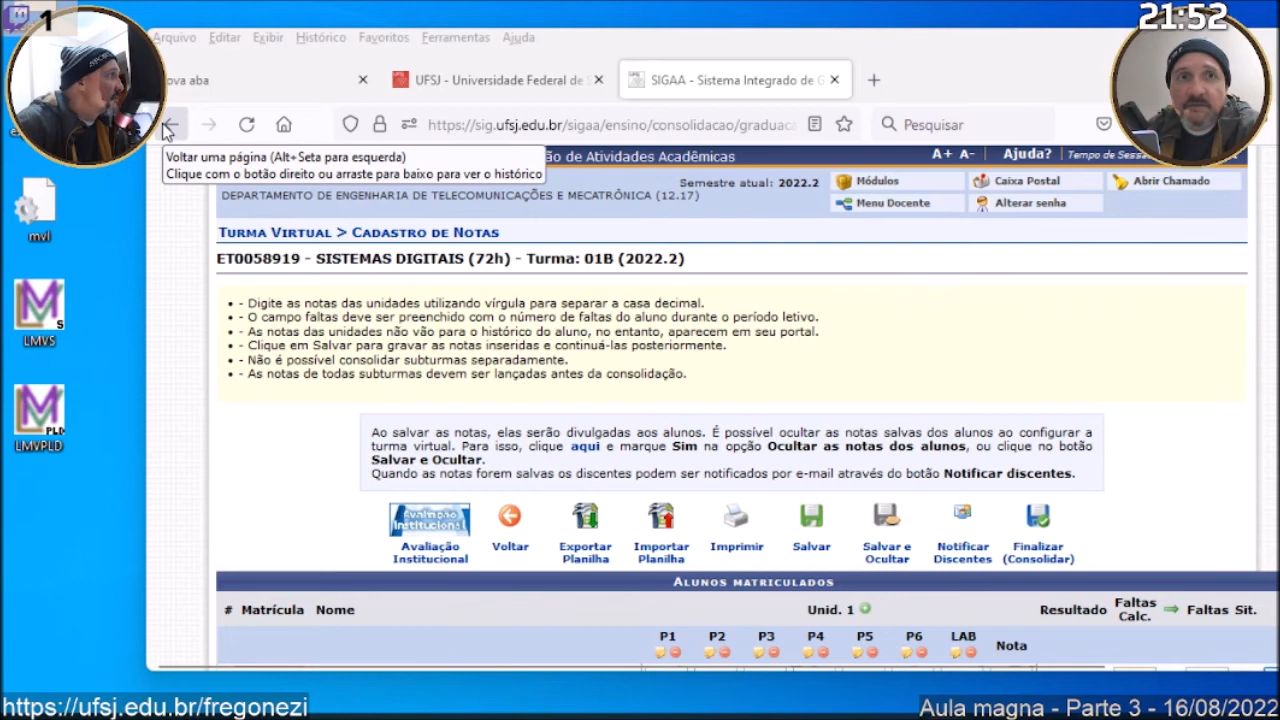 1
21:52
Arquivo Editar Exibir Histórico Favoritos Ferramentas Ajuda
ova aba
UFSJ - Universidade Federal de S
SIGAA - Sistema Integrado de G
https://sig.ufsj.edu.br/sigaa/ensino/consolidacao/graduaca
Pesquisar
Voltar uma página (Alt+Seta para esquerda)
Clique com o botão direito ou arraste para baixo para ver o histórico
ão de Atividades Acadêmicas
A+ A- Ajuda? Tempo de Sess
Semestre atual: 2022.2
DEPARTAMENTO DE ENGENHARIA DE TELECOMUNICAÇÕES E MECATRÔNICA (12.17)
Módulos Caixa Postal Abrir Chamado
Menu Docente Alterar senha
TURMA VIRTUAL > CADASTRO DE NOTAS
ET0058919 - SISTEMAS DIGITAIS (72h) - Turma: 01B (2022.2)
- Digite as notas das unidades utilizando vírgula para separar a casa decimal.
- O campo faltas deve ser preenchido com o número de faltas do aluno durante o período letivo.
- As notas das unidades não vão para o histórico do aluno, no entanto, aparecem em seu portal.
- Clique em Salvar para gravar as notas inseridas e continuá-las posteriormente.
- Não é possível consolidar subturmas separadamente.
- As notas de todas subturmas devem ser lançadas antes da consolidação.
Ao salvar as notas, elas serão divulgadas aos alunos. É possível ocultar as notas salvas dos alunos ao configurar a
turma virtual. Para isso, clique aqui e marque Sim na opção Ocultar as notas dos alunos, ou clique no botão
Salvar e Ocultar.
Quando as notas forem salvas os discentes podem ser notificados por e-mail através do botão Notificar discentes.
Avaliação
Institucional
Avaliação
Institucional
Voltar
Exportar
Planilha
Importar
Planilha
Imprimir
Salvar
Salvar e
Ocultar
Notificar
Discentes
Finalizar
(Consolidar)
ALUNOS MATRICULADOS
# Matrícula Nome Unid. 1 Resultado Faltas Calc. Faltas Sit.
P1 P2 P3 P4 P5 P6 LAB Nota
mvl
LMVS
LMVPLD
https://ufsj.edu.br/fregonezi
Aula magna - Parte 3 - 16/08/2022